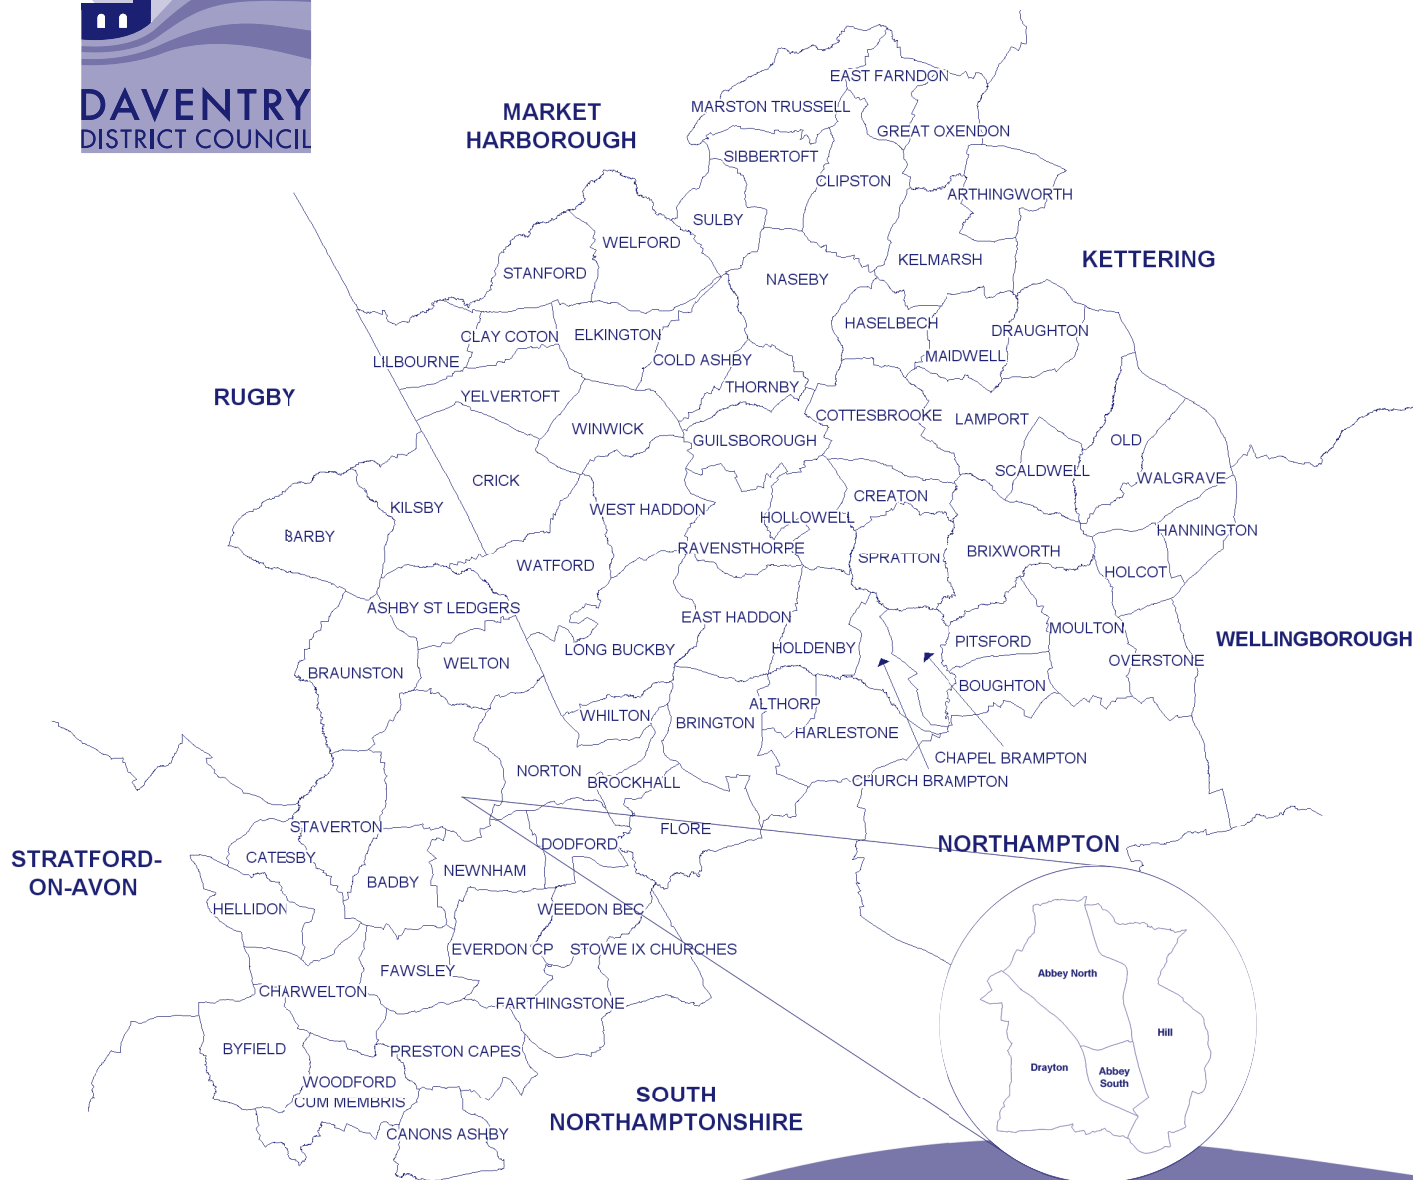 DAVENTRY
DISTRICT COUNCIL
MARKET
HARBOROUGH
EAST FARNDON
MARSTON TRUSSELL
GREAT OXENDON
SIBBERTOFT
CLIPSTON
ARTHINGWORTH
SULBY
WELFORD
STANFORD
KELMARSH
KETTERING
NASEBY
HASELBECH
DRAUGHTON
CLAY COTON
ELKINGTON
MAIDWELL
LILBOURNE
COLD ASHBY
THORNBY
RUGBY
YELVERTOFT
COTTESBROOKE
LAMPORT
WINWICK
GUILSBOROUGH
OLD
SCALDWELL
WALGRAVE
CRICK
CREATON
KILSBY
WEST HADDON
HOLLOWELL
HANNINGTON
BARBY
RAVENSTHORPE
SPRATTON
BRIXWORTH
WATFORD
HOLCOT
ASHBY ST LEDGERS
EAST HADDON
MOULTON
PITSFORD
WELLINGBOROUGH
LONG BUCKBY
HOLDENBY
WELTON
OVERSTONE
BRAUNSTON
BOUGHTON
ALTHORP
WHILTON
BRINGTON
HARLESTONE
CHAPEL BRAMPTON
NORTON
BROCKHALL
CHURCH BRAMPTON
STAVERTON
FLORE
DODFORD
NORTHAMPTON
STRATFORD-
ON-AVON
CATESBY
NEWNHAM
BADBY
HELLIDON
WEEDON BEC
EVERDON CP
STOWE IX CHURCHES
FAWSLEY
CHARWELTON
FARTHINGSTONE
Abbey North
Hill
BYFIELD
PRESTON CAPES
Drayton
Abbey
South
WOODFORD
CUM MEMBRIS
SOUTH
NORTHAMPTONSHIRE
CANONS ASHBY